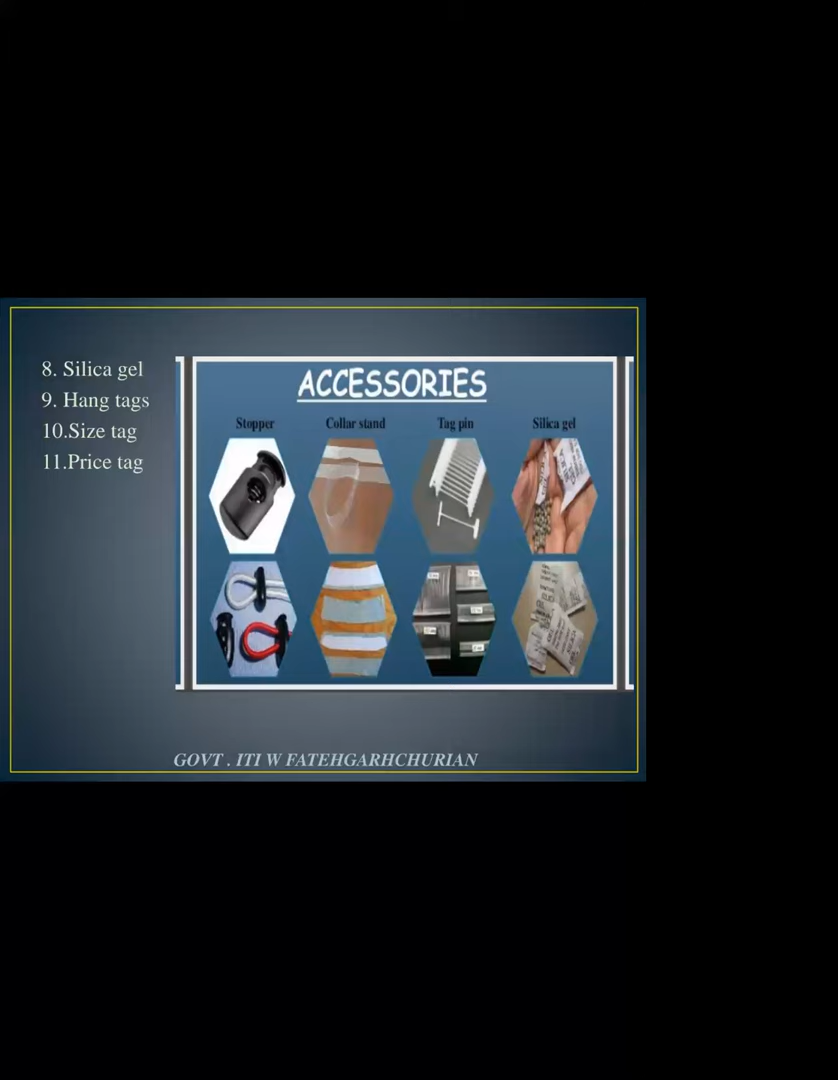 8. Silica gel
9. Hang tags
10.Size tag
11.Price tag
ACCESSORIES
Stopper Collar stand Tag pin Silica gel
GOVT . ITI W FATEHGARHCHURIAN